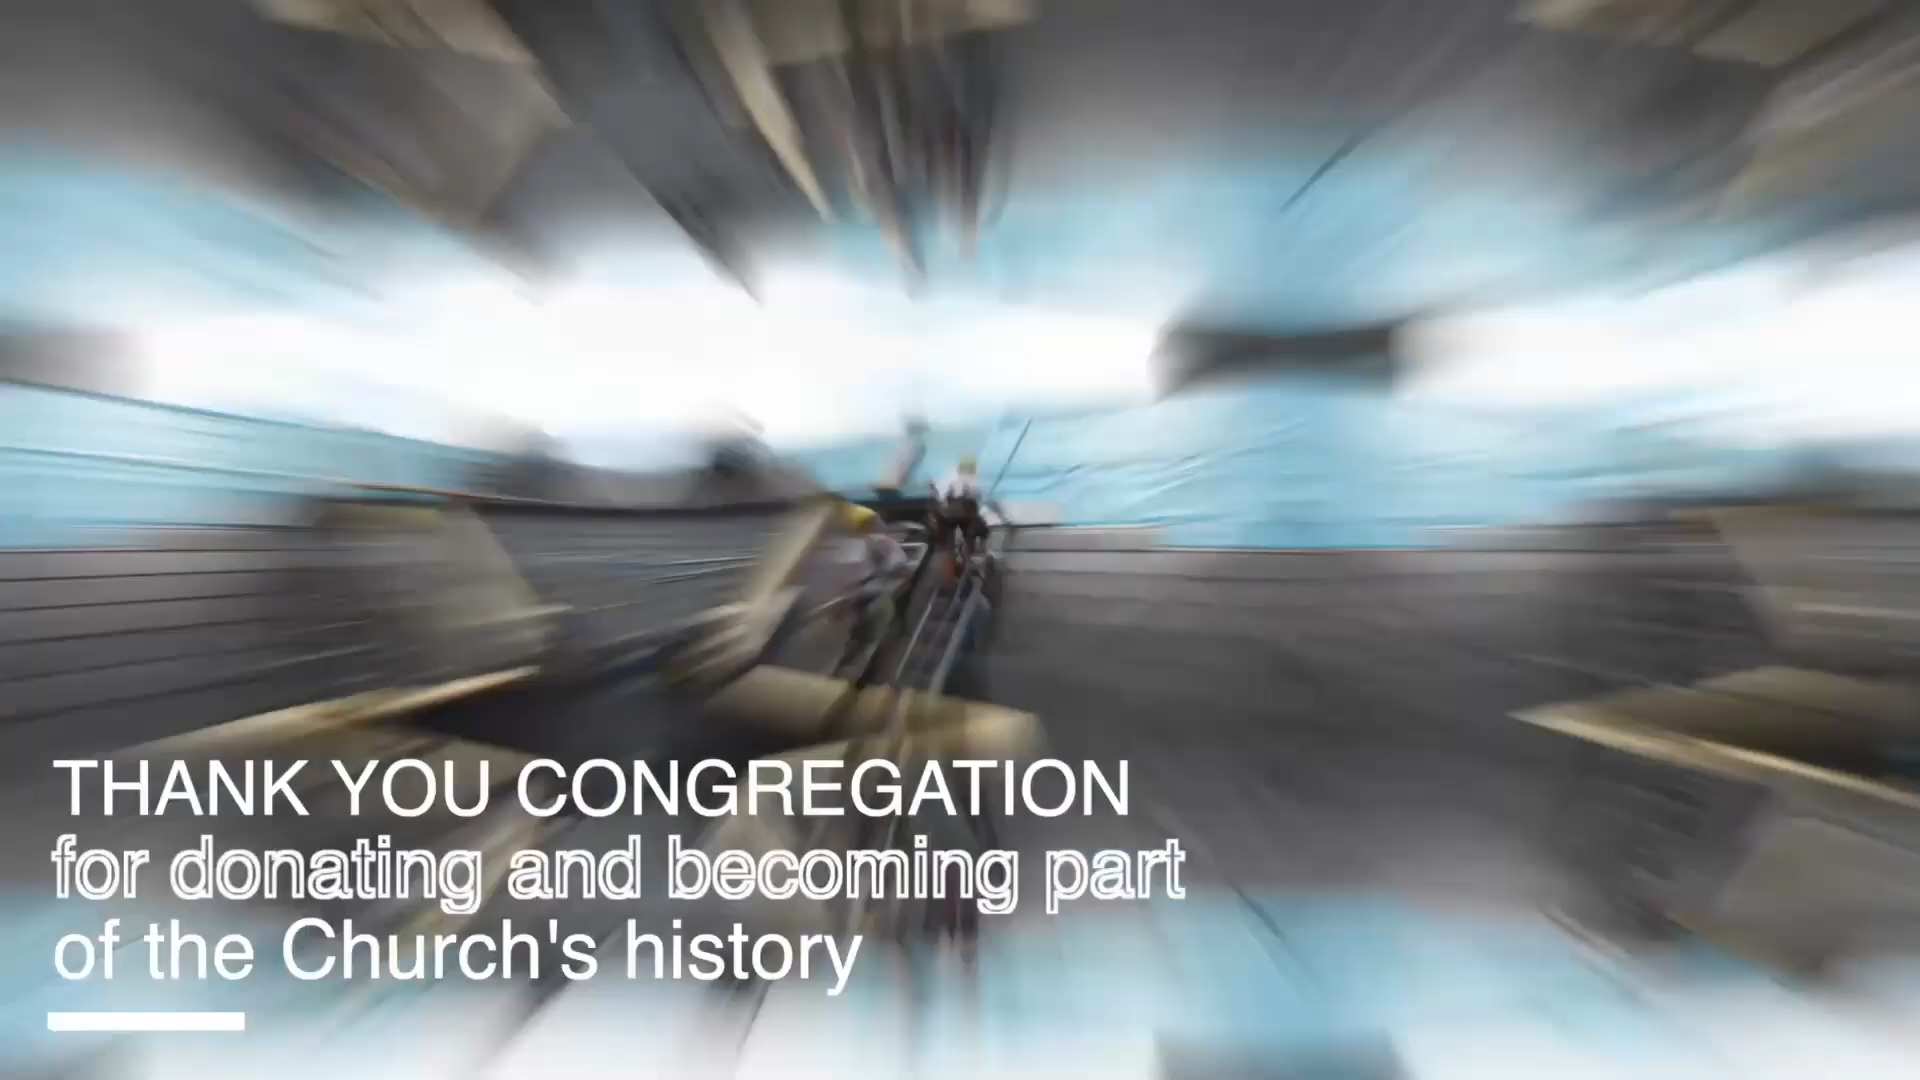 THANK YOU CONGREGATION
for donating and becoming part
of the Church's history